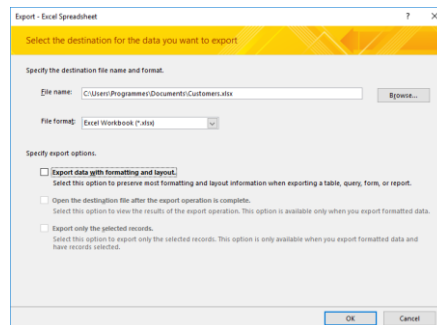 Export - Excel Spreadsheet
Select the destination for the data you want to export
Specify the destination file name and format.
File name: C:\Users\Programmes\Documents\Customers.xlsx Browse...
File format: Excel Workbook (*.xlsx)
Specify export options.
Export data with formatting and layout.
Select this option to preserve most formatting and layout information when exporting a table, query, form, or report.
Open the destination file after the export operation is complete.
Select this option to view the results of the export operation. This option is available only when you export formatted data.
Export only the selected records.
Select this option to export only the selected records. This option is only available when you export formatted data and
have records selected.
OK Cancel